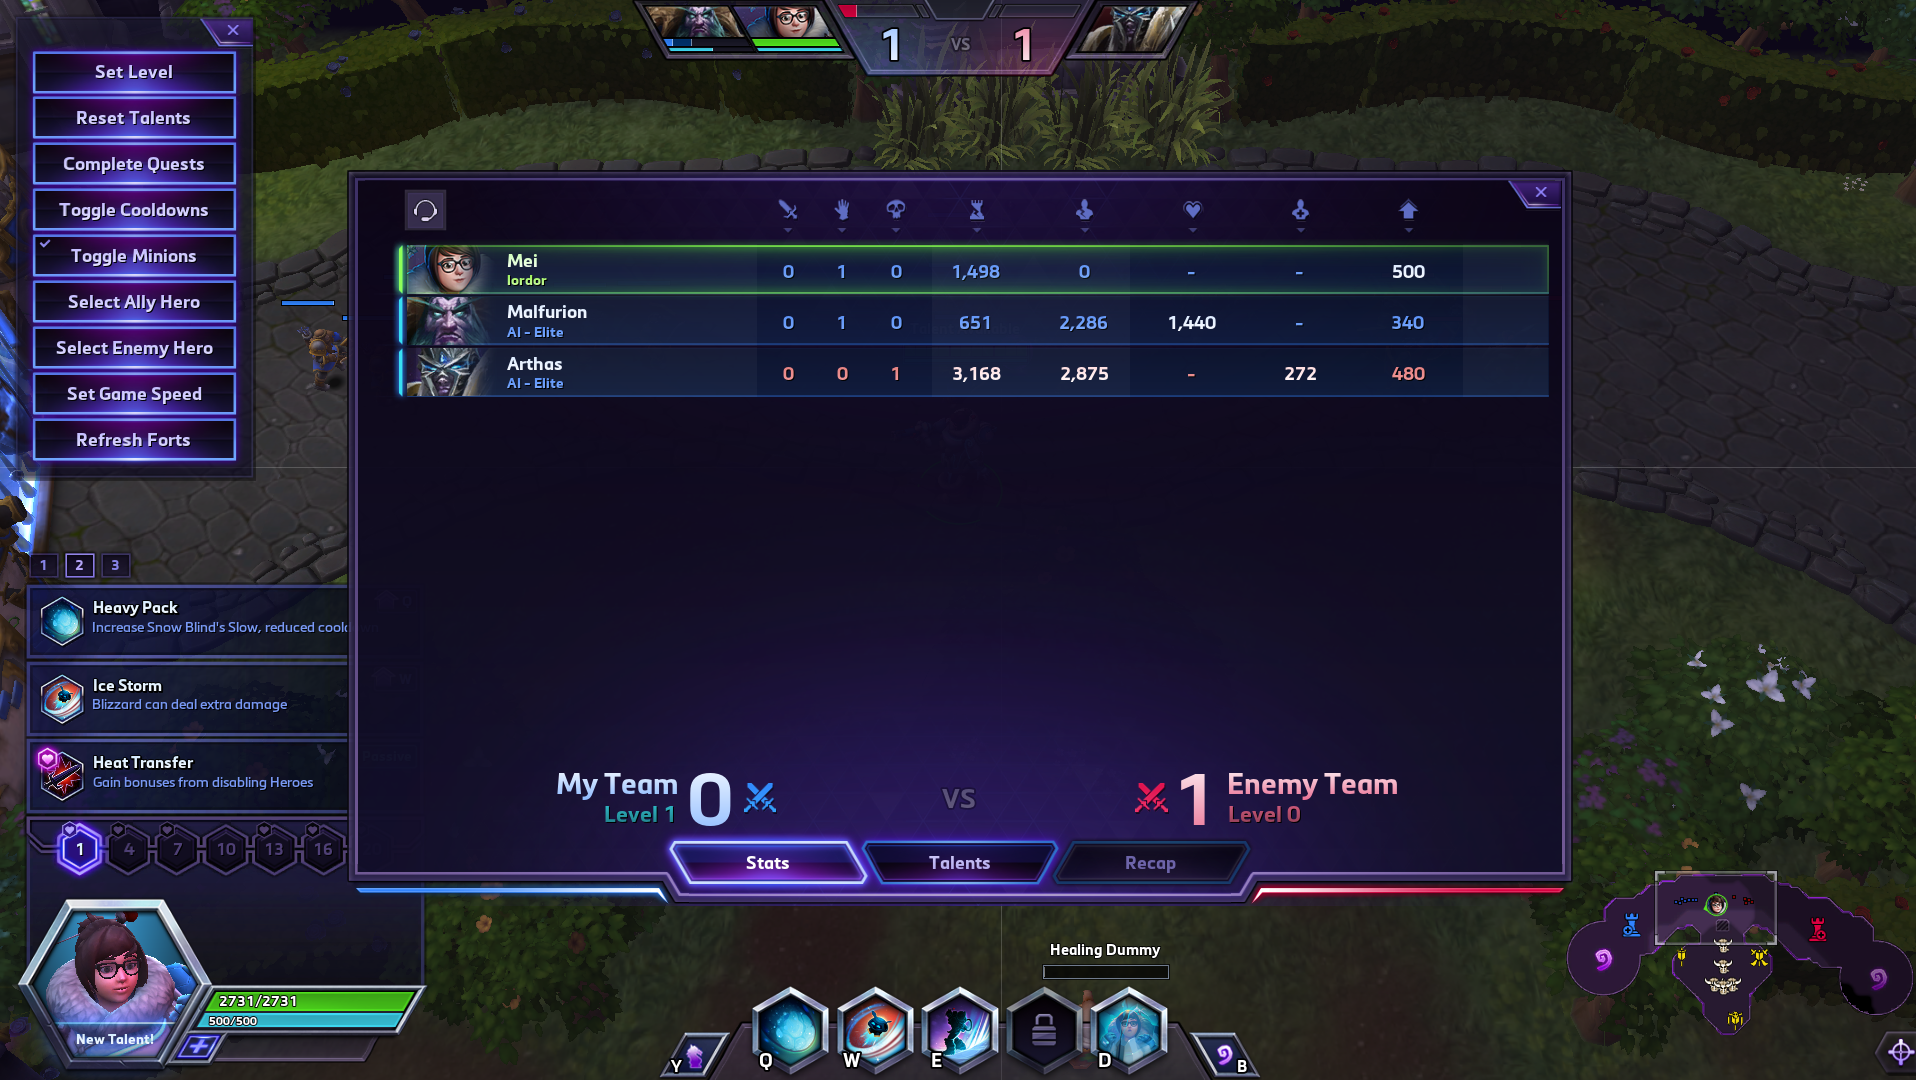 1 VS 1
Set Level
Reset Talents
Complete Quests
Toggle Cooldowns
Toggle Minions
Select Ally Hero
Select Enemy Hero
Set Game Speed
Refresh Forts
Mei
lordor
0 1 0 1,498 0 - - 500
Malfurion
AI - Elite
0 1 0 651 2,286 1,440 - 340
Arthas
AI - Elite
0 0 1 3,168 2,875 - 272 480
1 2 3
Heavy Pack
Increase Snow Blind's Slow, reduced
Ice Storm
Blizzard can deal extra damage
Heat Transfer
Gain bonuses from disabling Heroes
1 4 7 10 13 16
My Team 0
Level 1
VS
1 Enemy Team
Level 0
Stats Talents Recap
Healing Dummy
2731/2731
500/500
New Talent!
Y Q W E D B